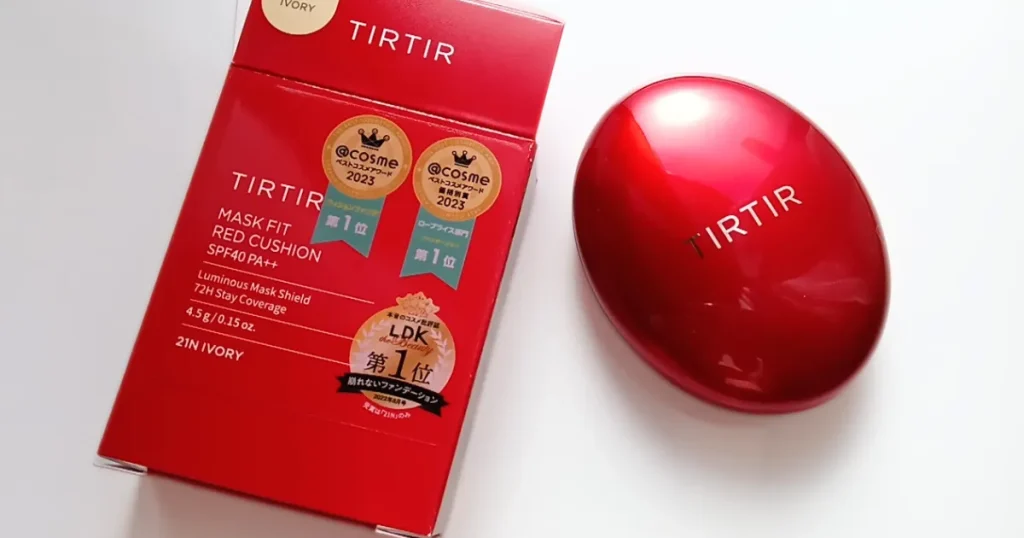 IVORY
TIRTIR
@cosme
ベストコスメアワード
2023
第1位
@cosme
ベストコスメアワード
2023
ロープライス部門
第1位
TIRTIR
MASK FIT
RED CUSHION
SPF40 PA++
Luminous Mask Shield
72H Stay Coverage
4.5g / 0.15 oz.
21N IVORY
LDK
the Beauty
第1位
崩れないファンデーション
TIRTIR